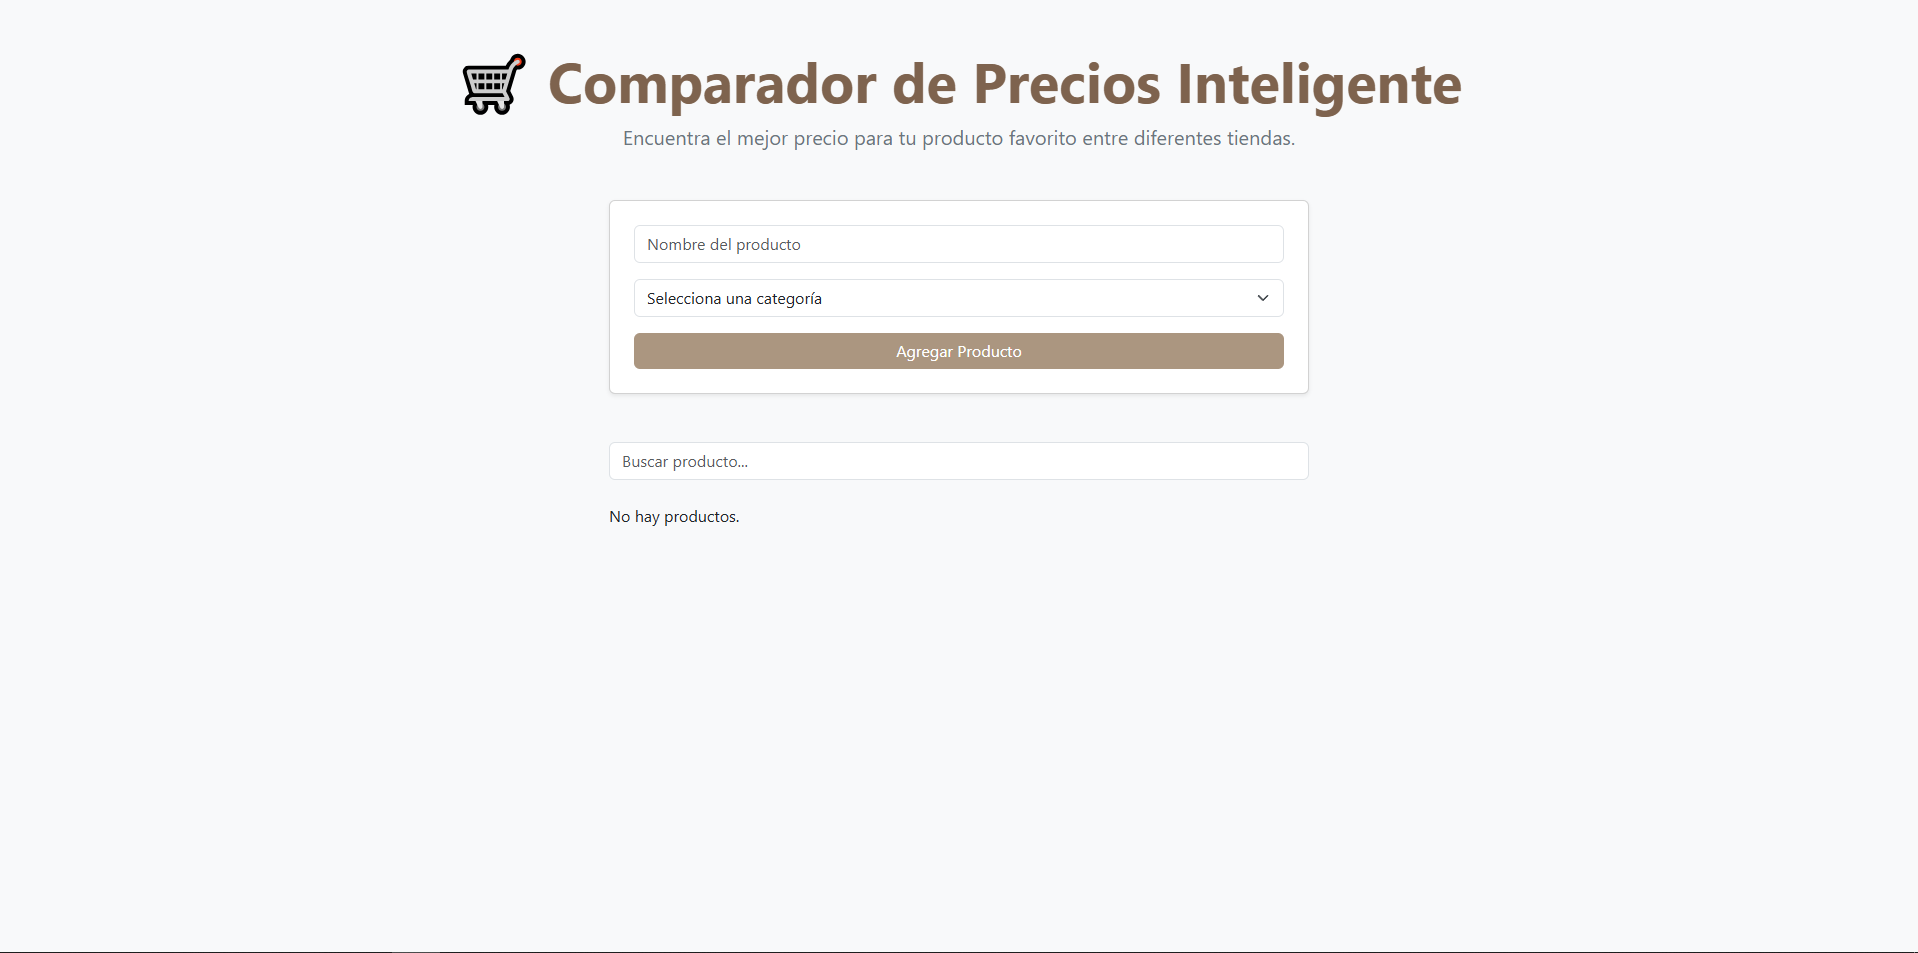 Comparador de Precios Inteligente
Encuentra el mejor precio para tu producto favorito entre diferentes tiendas.
Nombre del producto
Selecciona una categoría
Agregar Producto
Buscar producto...
No hay productos.